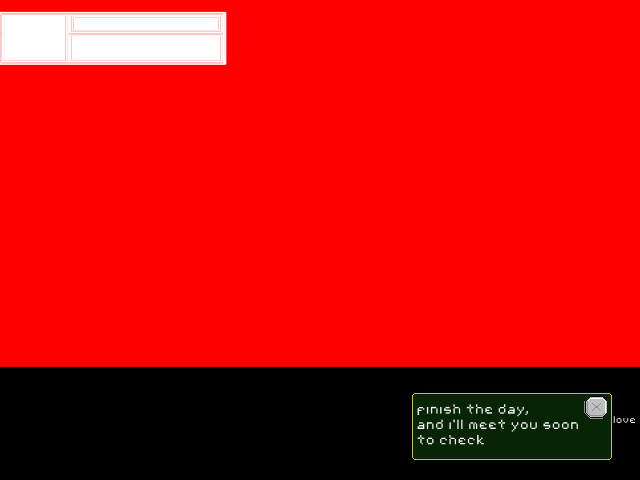 finish the day,
and i'll meet you soon
to check
love